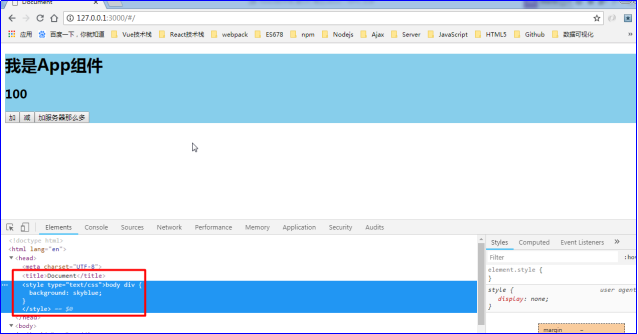 Document
127.0.0.1:3000/#/
应用 百度一下，你就知道 Vue技术栈 React技术栈 webpack ES678 npm Nodejs Ajax Server JavaScript HTML5 Github 数据可视化 »
我是App组件
100
加 减 加服务器那么多
Elements Console Sources Network Performance Memory Application Security Audits
<!doctype html>
<html lang="en">
<head>
<meta charset="UTF-8">
<title>Document</title>
<style type="text/css">body div {
background: skyblue;
}
</style> == $0
</head>
<body>
Styles Computed Event Listeners »
Filter :ho
element.style {
}
style { user agent
display: none;
}
margin